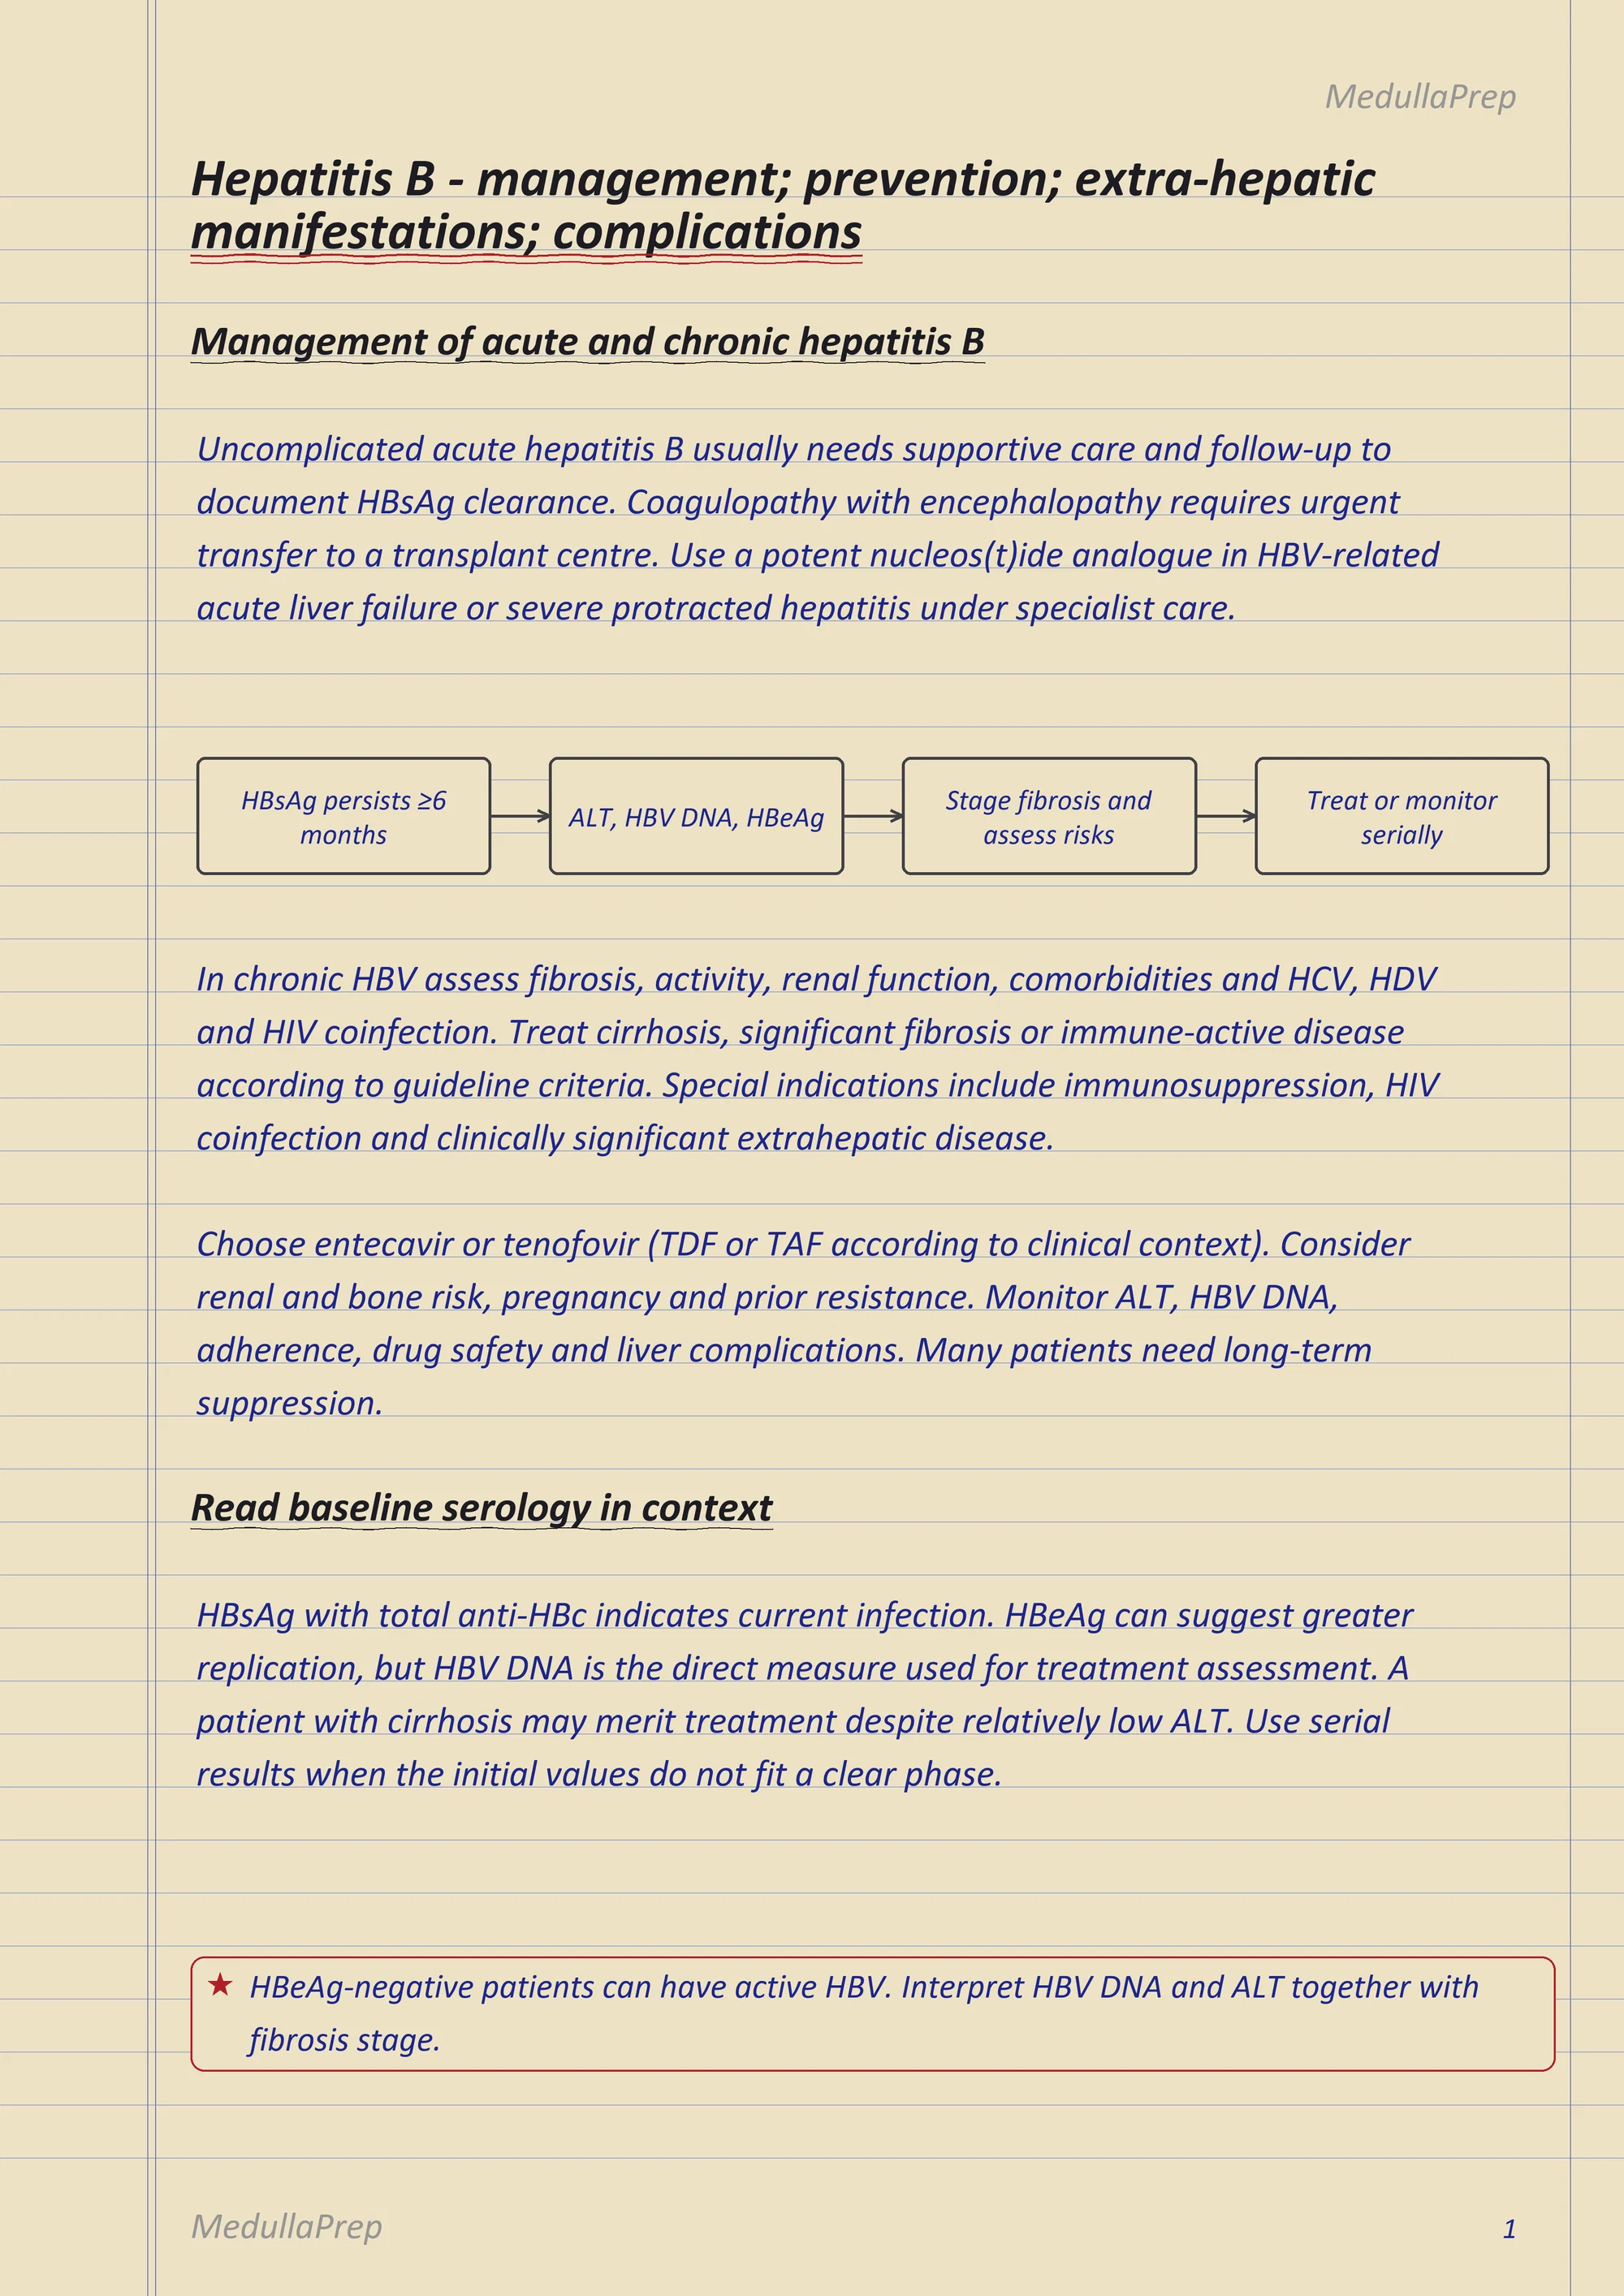 MedullaPrep
Hepatitis B - management; prevention; extra-hepatic
manifestations; complications
Management of acute and chronic hepatitis B
Uncomplicated acute hepatitis B usually needs supportive care and follow-up to
document HBsAg clearance. Coagulopathy with encephalopathy requires urgent
transfer to a transplant centre. Use a potent nucleos(t)ide analogue in HBV-related
acute liver failure or severe protracted hepatitis under specialist care.
HBsAg persists ≥6
months
ALT, HBV DNA, HBeAg
Stage fibrosis and
assess risks
Treat or monitor
serially
In chronic HBV assess fibrosis, activity, renal function, comorbidities and HCV, HDV
and HIV coinfection. Treat cirrhosis, significant fibrosis or immune-active disease
according to guideline criteria. Special indications include immunosuppression, HIV
coinfection and clinically significant extrahepatic disease.
Choose entecavir or tenofovir (TDF or TAF according to clinical context). Consider
renal and bone risk, pregnancy and prior resistance. Monitor ALT, HBV DNA,
adherence, drug safety and liver complications. Many patients need long-term
suppression.
Read baseline serology in context
HBsAg with total anti-HBc indicates current infection. HBeAg can suggest greater
replication, but HBV DNA is the direct measure used for treatment assessment. A
patient with cirrhosis may merit treatment despite relatively low ALT. Use serial
results when the initial values do not fit a clear phase.
★ HBeAg-negative patients can have active HBV. Interpret HBV DNA and ALT together with
fibrosis stage.
MedullaPrep
1